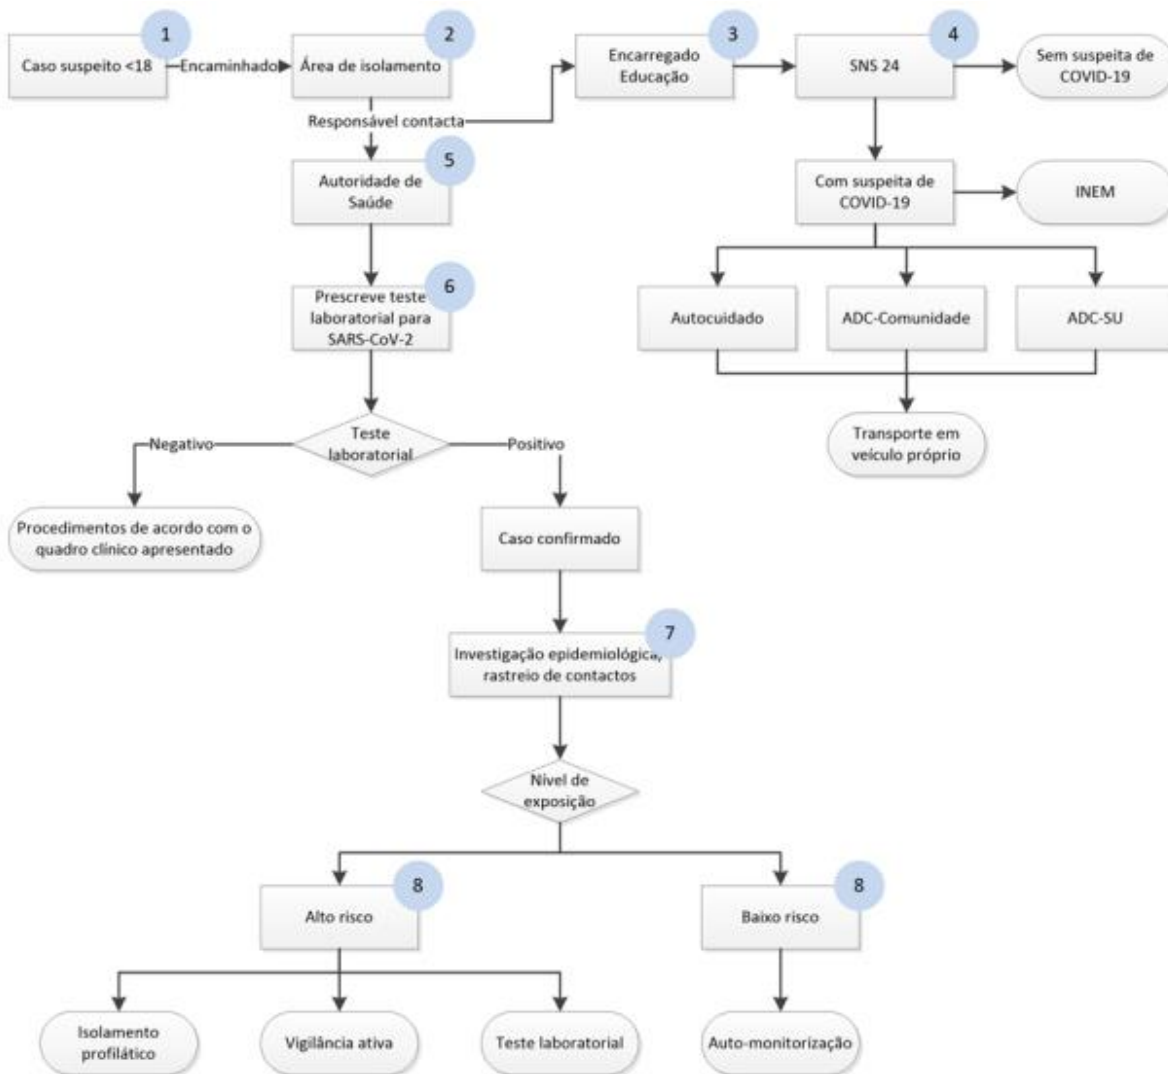 1
2
3
4
Caso suspeito <18
Encaminhado
Área de isolamento
Encarregado
Educação
SNS 24
Sem suspeita de
COVID-19
Responsável contacta
5
Autoridade de
Saúde
Com suspeita de
COVID-19
INEM
6
Prescreve teste
laboratorial para
SARS-CoV-2
Autocuidado
ADC-Comunidade
ADC-SU
Negativo
Teste
laboratorial
Positivo
Transporte em
veículo próprio
Procedimentos de acordo com o
quadro clínico apresentado
Caso confirmado
7
Investigação epidemiológica,
rastreio de contactos
Nível de
exposição
8
8
Alto risco
Baixo risco
Isolamento
profilático
Vigilância ativa
Teste laboratorial
Auto-monitorização